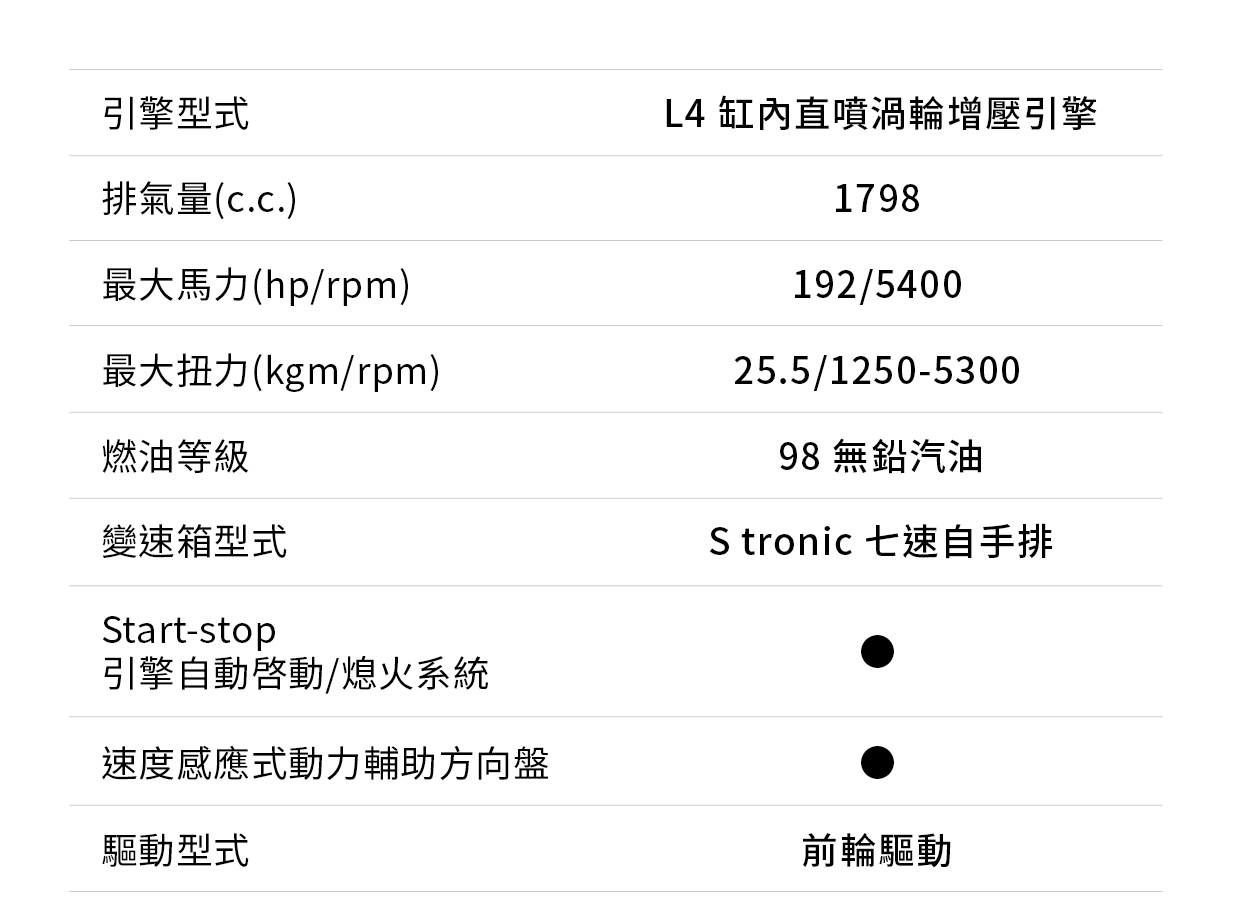 引擎型式 L4 缸內直噴渦輪增壓引擎
排氣量(c.c.) 1798
最大馬力(hp/rpm) 192/5400
最大扭力(kgm/rpm) 25.5/1250-5300
燃油等級 98 無鉛汽油
變速箱型式 S tronic 七速自手排
Start-stop
引擎自動啓動/熄火系統 ●
速度感應式動力輔助方向盤 ●
驅動型式 前輪驅動